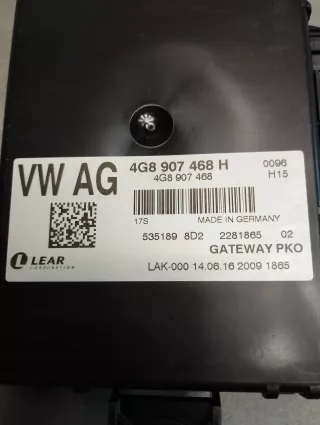 VW AG
4G8 907 468 H 0096
4G8 907 468 H15
17S MADE IN GERMANY
535189 8D2 2281865 02
GATEWAY PKO
LEAR
CORPORATION
LAK-000 14.06.16 2009 1865